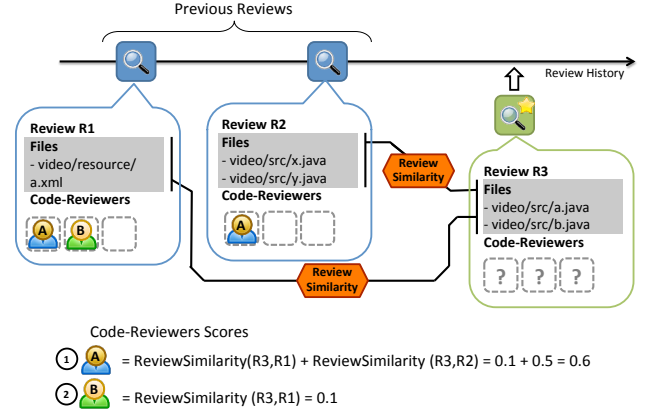 Previous Reviews
Review History
Review R1
Files
- video/resource/
a.xml
Code-Reviewers
A
B
Review R2
Files
- video/src/x.java
- video/src/y.java
Code-Reviewers
A
Review
Similarity
Review R3
Files
- video/src/a.java
- video/src/b.java
Code-Reviewers
? ? ?
Review
Similarity
Code-Reviewers Scores
1 A = ReviewSimilarity(R3,R1) + ReviewSimilarity (R3,R2) = 0.1 + 0.5 = 0.6
2 B = ReviewSimilarity (R3,R1) = 0.1